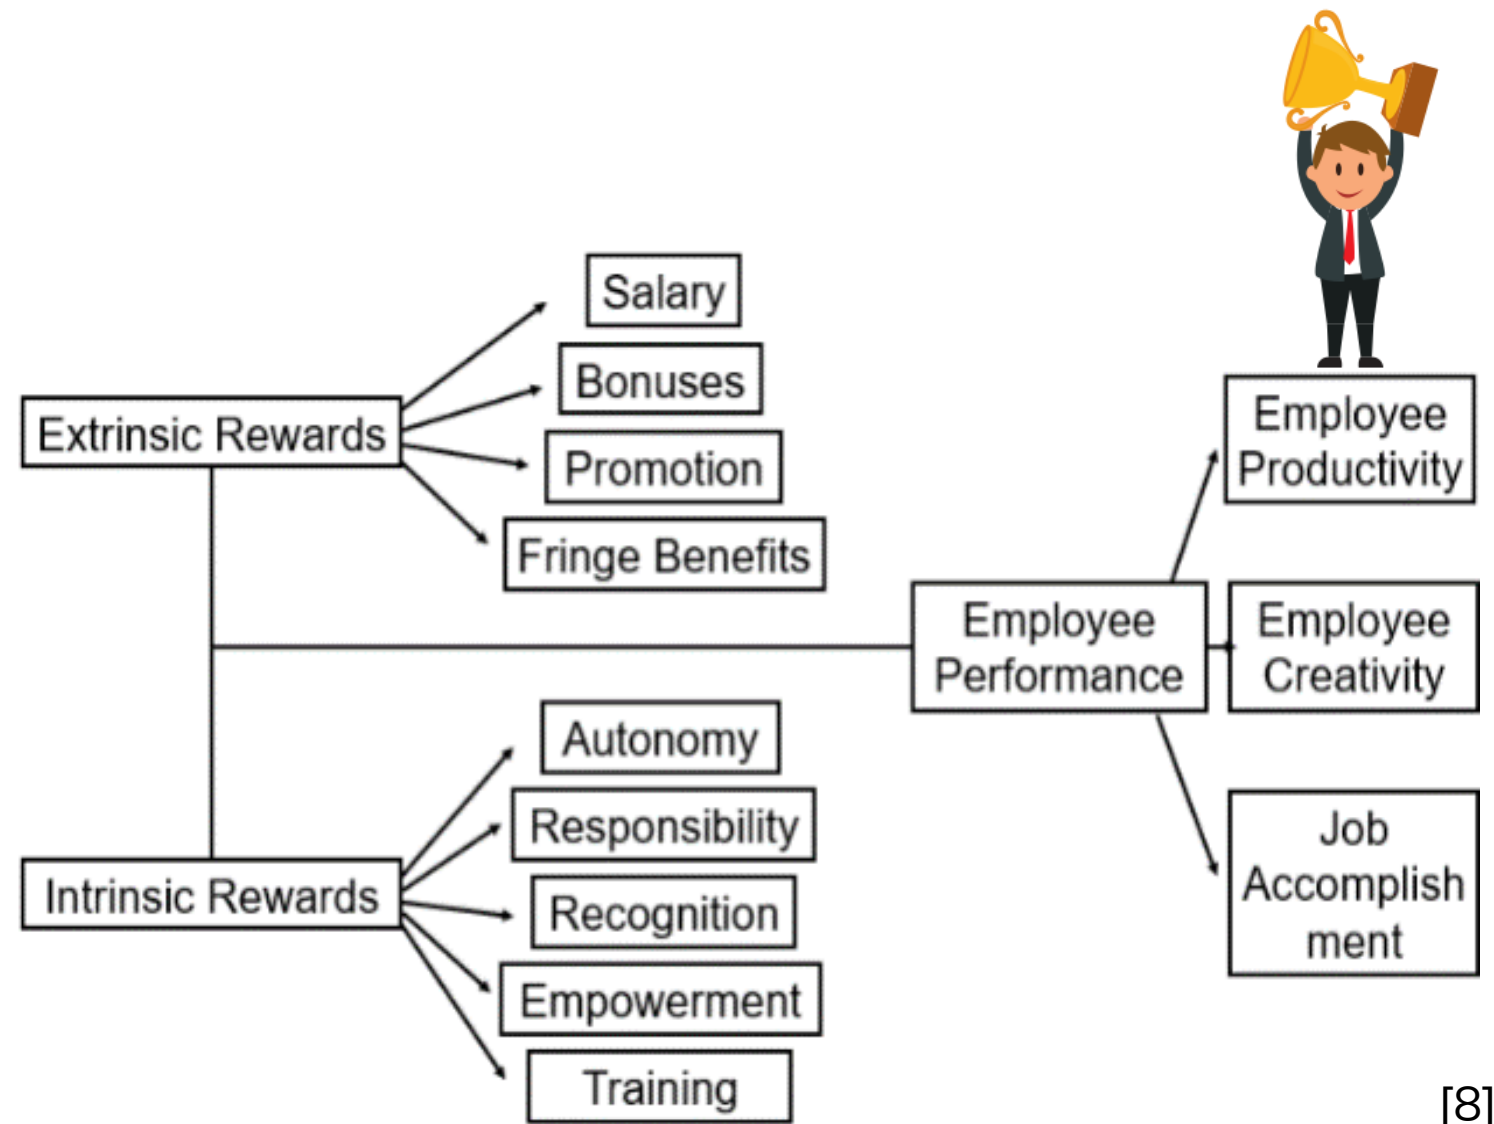 Salary
Bonuses
Extrinsic Rewards
Promotion
Fringe Benefits
Employee
Productivity
Employee
Performance
Employee
Creativity
Autonomy
Responsibility
Intrinsic Rewards
Recognition
Empowerment
Training
Job
Accomplish
ment
[8]